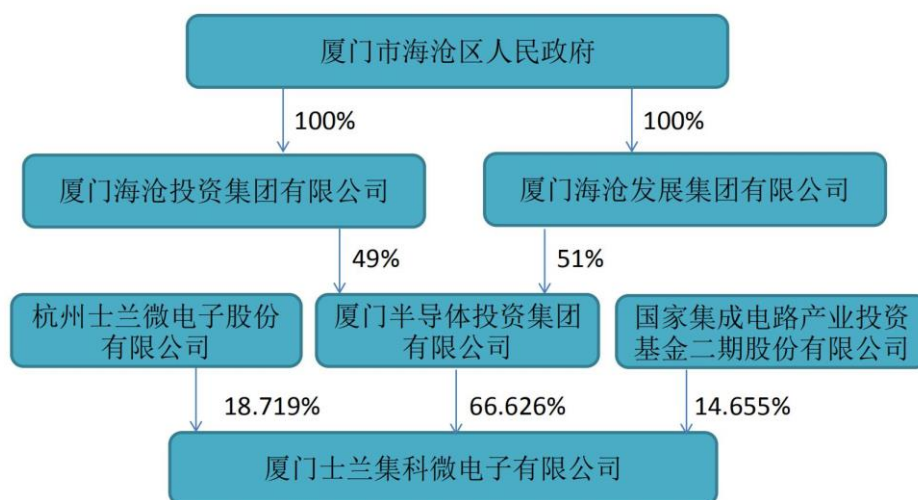 厦门市海沧区人民政府
100%
100%
厦门海沧投资集团有限公司
厦门海沧发展集团有限公司
49%
51%
杭州士兰微电子股份
有限公司
厦门半导体投资集团
有限公司
国家集成电路产业投资
基金二期股份有限公司
18.719%
66.626%
14.655%
厦门士兰集科微电子有限公司